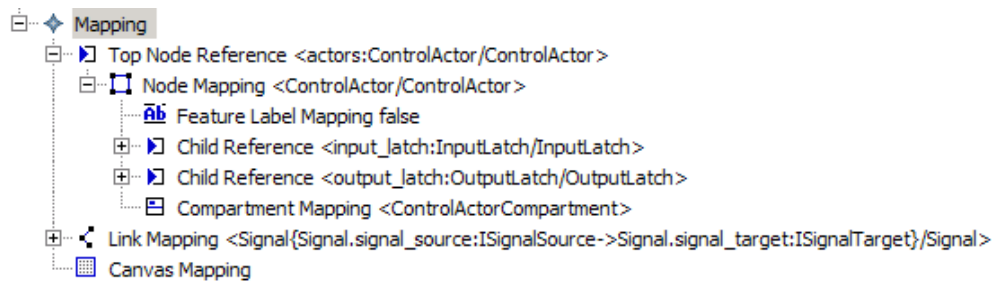 Mapping
Top Node Reference <actors:ControlActor/ControlActor>
Node Mapping <ControlActor/ControlActor>
Ab Feature Label Mapping false
Child Reference <input_latch:InputLatch/InputLatch>
Child Reference <output_latch:OutputLatch/OutputLatch>
Compartment Mapping <ControlActorCompartment>
Link Mapping <Signal{Signal.signal_source:ISignalSource->Signal.signal_target:ISignalTarget}/Signal>
Canvas Mapping